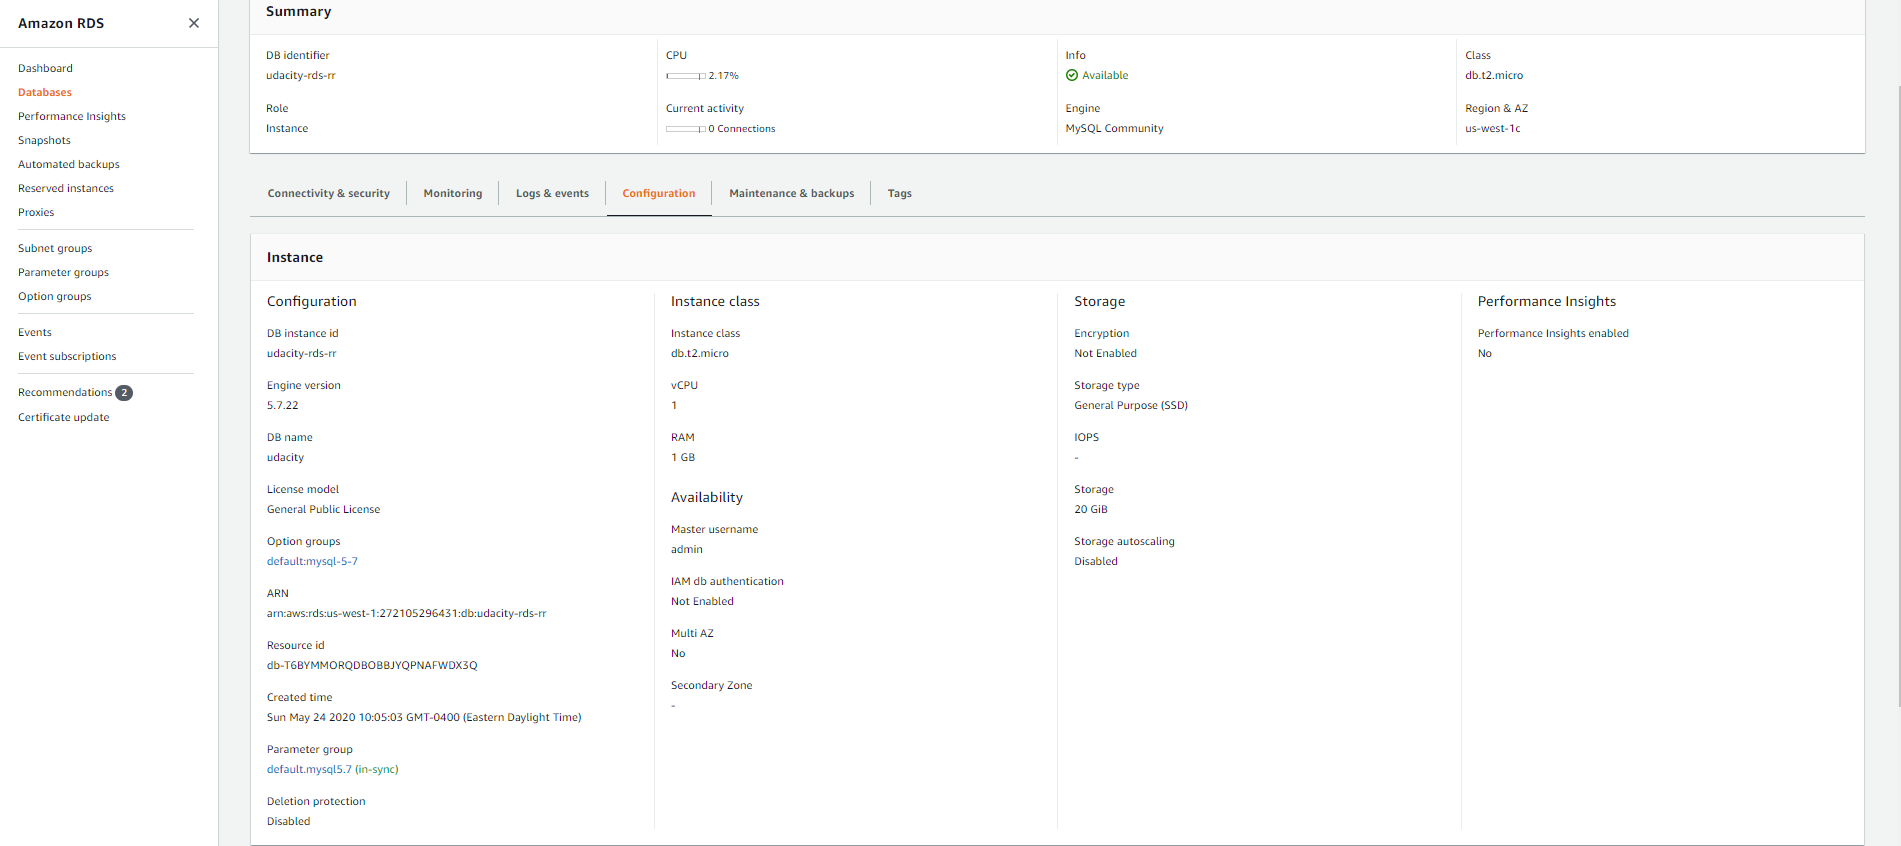 Amazon RDS
Dashboard
Databases
Performance Insights
Snapshots
Automated backups
Reserved instances
Proxies
Subnet groups
Parameter groups
Option groups
Events
Event subscriptions
Recommendations 2
Certificate update
Summary
DB identifier
udacity-rds-rr
Role
Instance
CPU
2.17%
Current activity
0 Connections
Info
Available
Engine
MySQL Community
Class
db.t2.micro
Region & AZ
us-west-1c
Connectivity & security
Monitoring
Logs & events
Configuration
Maintenance & backups
Tags
Instance
Configuration
DB instance id
udacity-rds-rr
Engine version
5.7.22
DB name
udacity
License model
General Public License
Option groups
default:mysql-5-7
ARN
arn:aws:rds:us-west-1:272105296431:db:udacity-rds-rr
Resource id
db-T6BYMMORQDBOBBJYQPNAFWDX3Q
Created time
Sun May 24 2020 10:05:03 GMT-0400 (Eastern Daylight Time)
Parameter group
default.mysql5.7 (in-sync)
Deletion protection
Disabled
Instance class
Instance class
db.t2.micro
vCPU
1
RAM
1 GB
Availability
Master username
admin
IAM db authentication
Not Enabled
Multi AZ
No
Secondary Zone
-
Storage
Encryption
Not Enabled
Storage type
General Purpose (SSD)
IOPS
-
Storage
20 GiB
Storage autoscaling
Disabled
Performance Insights
Performance Insights enabled
No